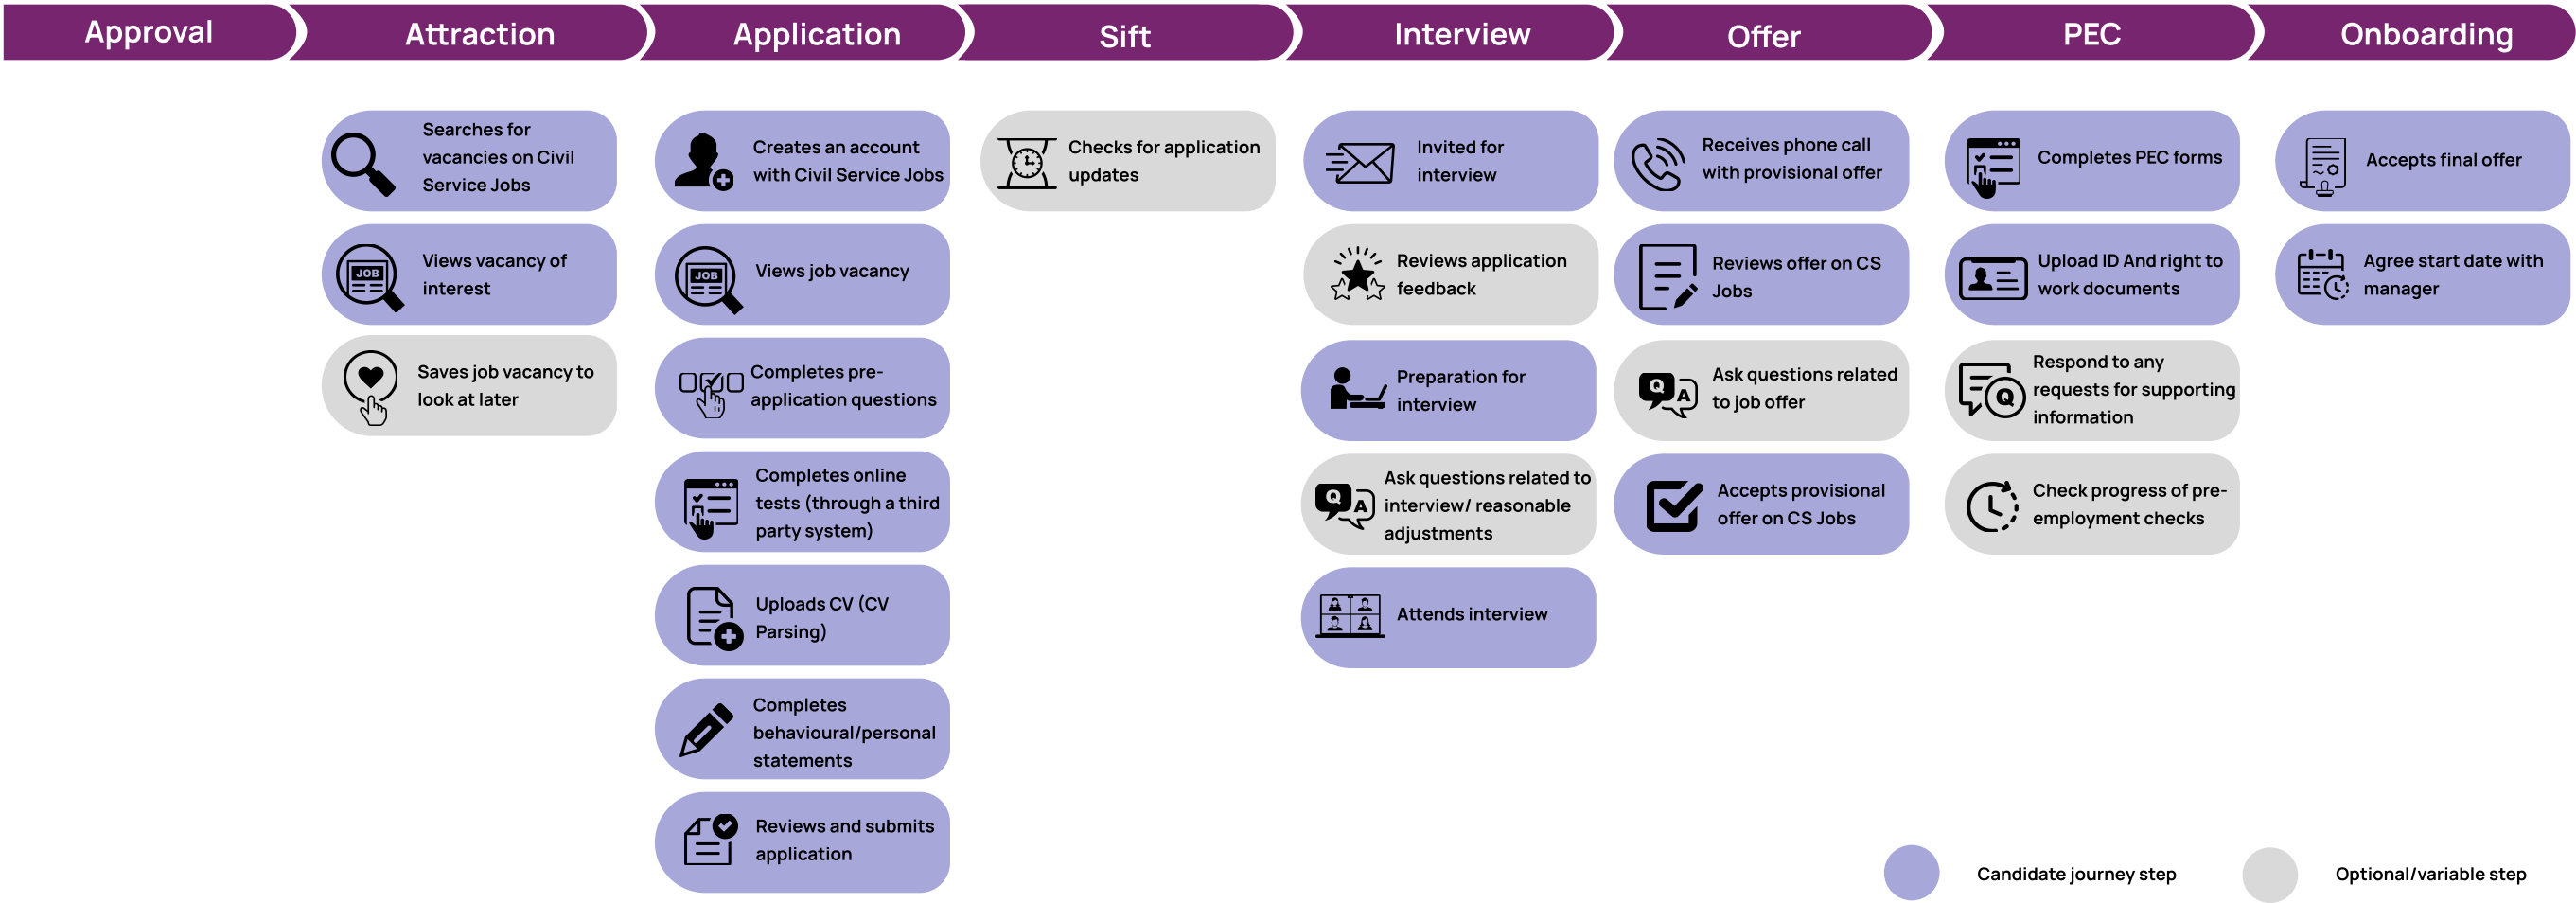 Approval
Attraction
Application
Sift
Interview
Offer
PEC
Onboarding
Searches for
vacancies on Civil
Service Jobs
JOB
Views vacancy of
interest
Saves job vacancy to
look at later
Creates an account
with Civil Service Jobs
JOB
Views job vacancy
Completes pre-
application questions
Completes online
tests (through a third
party system)
Uploads CV (CV
Parsing)
Completes
behavioural/personal
statements
Reviews and submits
application
Checks for application
updates
Invited for
interview
Reviews application
feedback
Preparation for
interview
Q A
Ask questions related to
interview/ reasonable
adjustments
Attends interview
Receives phone call
with provisional offer
Reviews offer on CS
Jobs
Q A
Ask questions related
to job offer
Accepts provisional
offer on CS Jobs
Completes PEC forms
Upload ID And right to
work documents
Q
Respond to any
requests for supporting
information
Check progress of pre-
employment checks
Accepts final offer
Agree start date with
manager
Candidate journey step
Optional/variable step